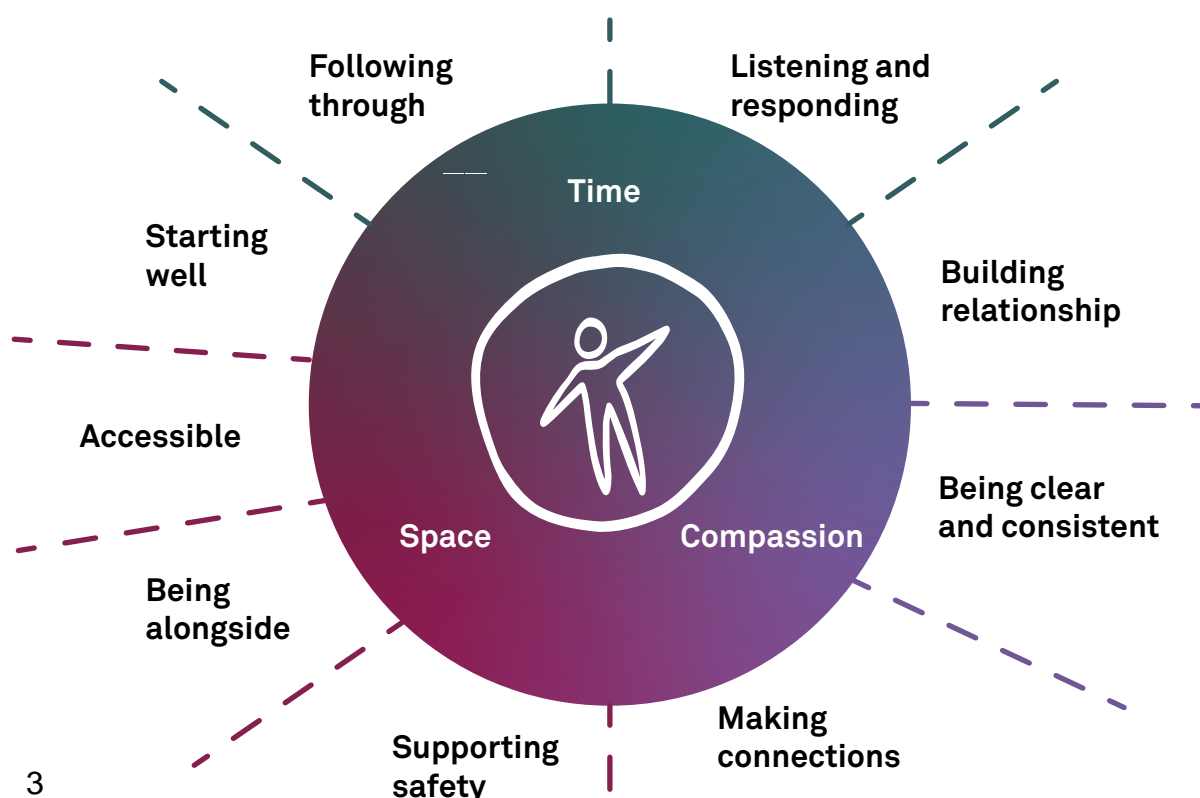 Following
through
Listening and
responding
Time
Starting
well
Building
relationship
Accessible
Being clear
and consistent
Space
Compassion
Being
alongside
Making
connections
Supporting
safety
3